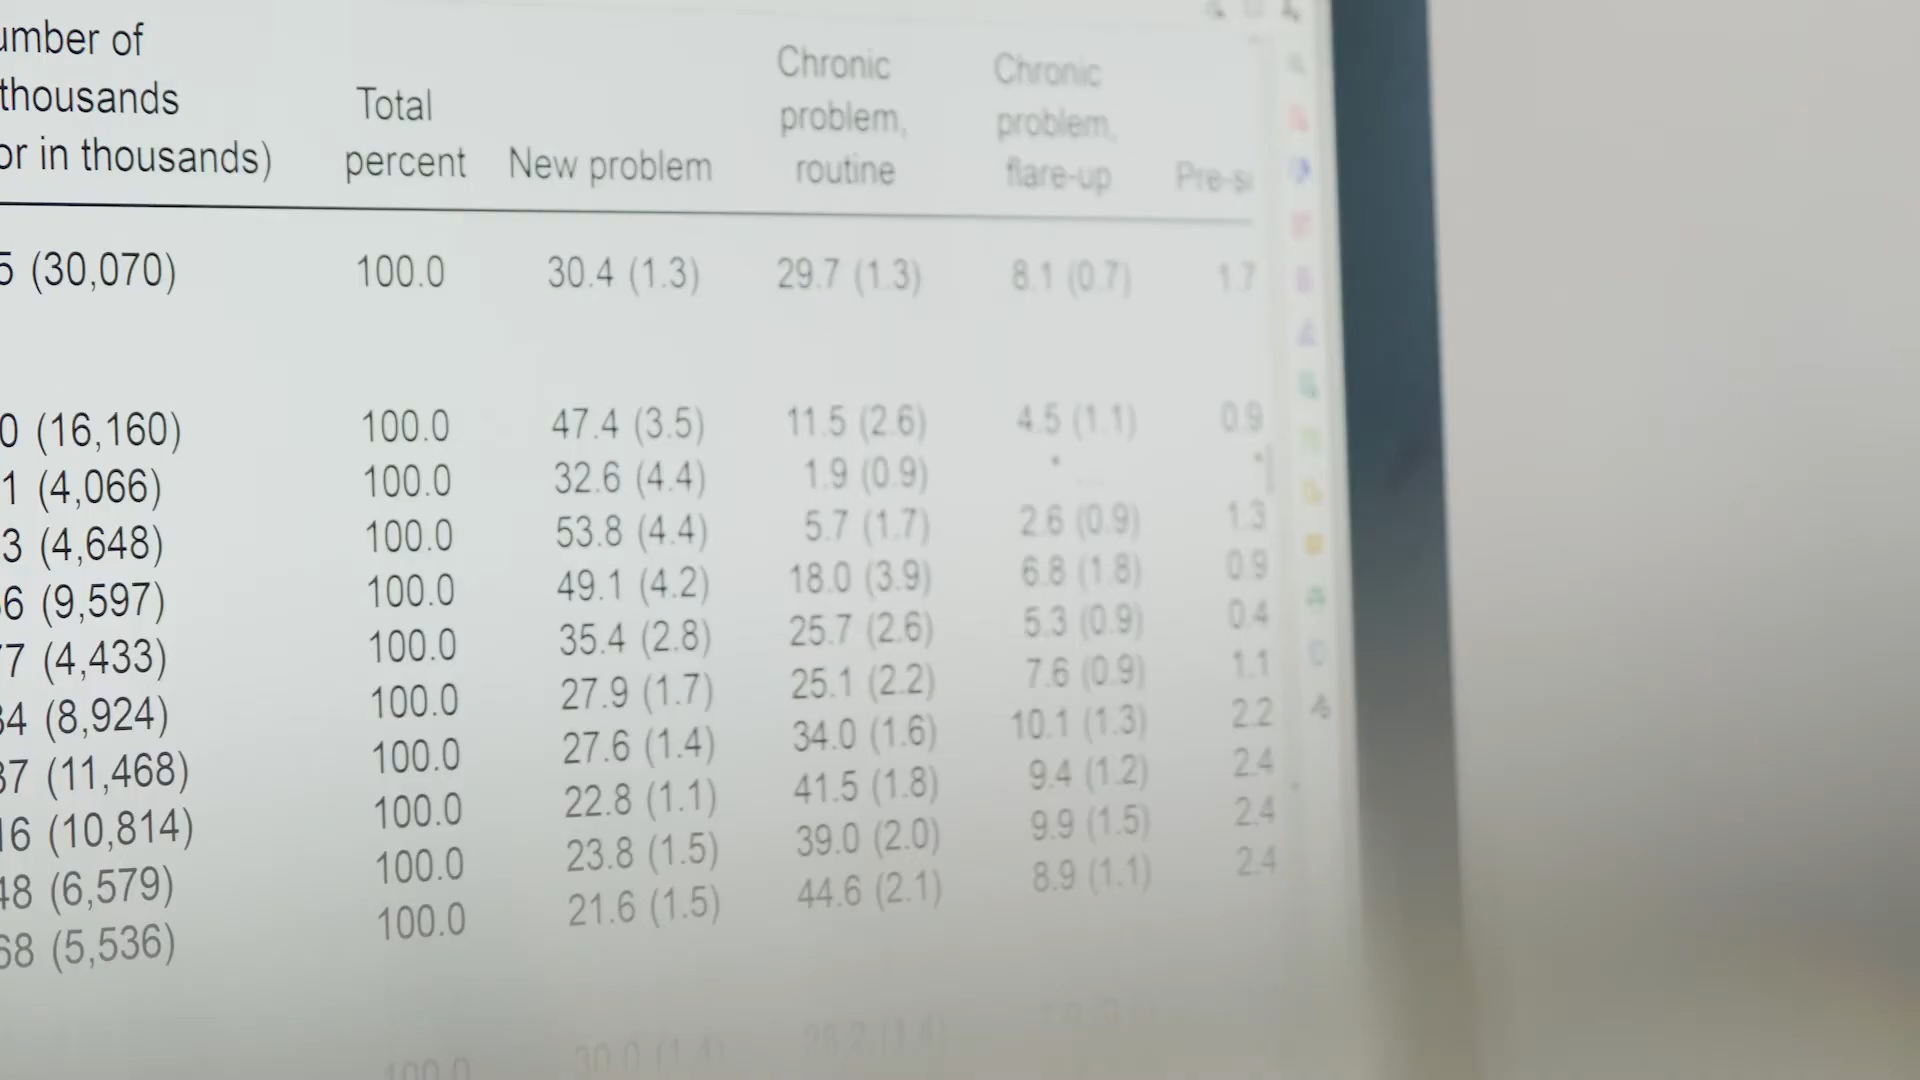 of
thousands
in thousands)
Total
percent
New problem
Chronic
problem,
routine
Chronic
problem,
flare-up
5 (30,070) 100.0 30.4 (1.3) 29.7 (1.3) 8.1 (0.7) 1.7
0 (16,160) 100.0 47.4 (3.5) 11.5 (2.6) 4.5 (1.1) 0.9
1 (4,066) 100.0 32.6 (4.4) 1.9 (0.9) * *
3 (4,648) 100.0 53.8 (4.4) 5.7 (1.7) 2.6 (0.9) 1.3
6 (9,597) 100.0 49.1 (4.2) 18.0 (3.9) 6.8 (1.8) 0.9
7 (4,433) 100.0 35.4 (2.8) 25.7 (2.6) 5.3 (0.9) 0.4
34 (8,924) 100.0 27.9 (1.7) 25.1 (2.2) 7.6 (0.9) 1.1
37 (11,468) 100.0 27.6 (1.4) 34.0 (1.6) 10.1 (1.3) 2.2
16 (10,814) 100.0 22.8 (1.1) 41.5 (1.8) 9.4 (1.2) 2.4
48 (6,579) 100.0 23.8 (1.5) 39.0 (2.0) 9.9 (1.5) 2.4
68 (5,536) 100.0 21.6 (1.5) 44.6 (2.1) 8.9 (1.1) 2.4
100.0 30.0 (1.4)